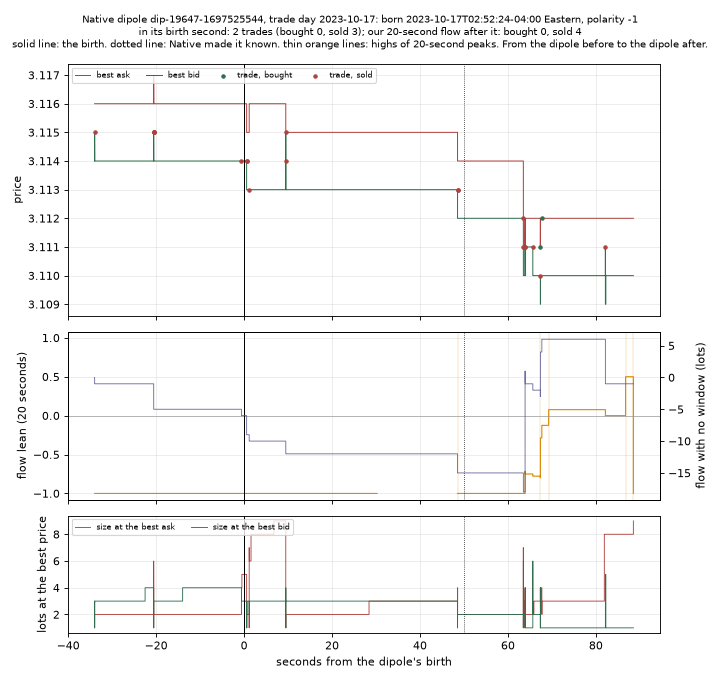 Native dipole dip-19647-1697525544, trade day 2023-10-17: born 2023-10-17T02:52:24-04:00 Eastern, polarity -1
in its birth second: 2 trades (bought 0, sold 3); our 20-second flow after it: bought 0, sold 4
solid line: the birth. dotted line: Native made it known. thin orange lines: highs of 20-second peaks. From the dipole before to the dipole after.
best ask
best bid
trade, bought
trade, sold
3.117
3.116
3.115
3.114
3.113
3.112
3.111
3.110
3.109
price
1.0
0.5
0.0
−0.5
−1.0
flow lean (20 seconds)
5
0
−5
−10
−15
flow with no window (lots)
size at the best ask
size at the best bid
8
6
4
2
lots at the best price
−40
−20
0
20
40
60
80
seconds from the dipole's birth